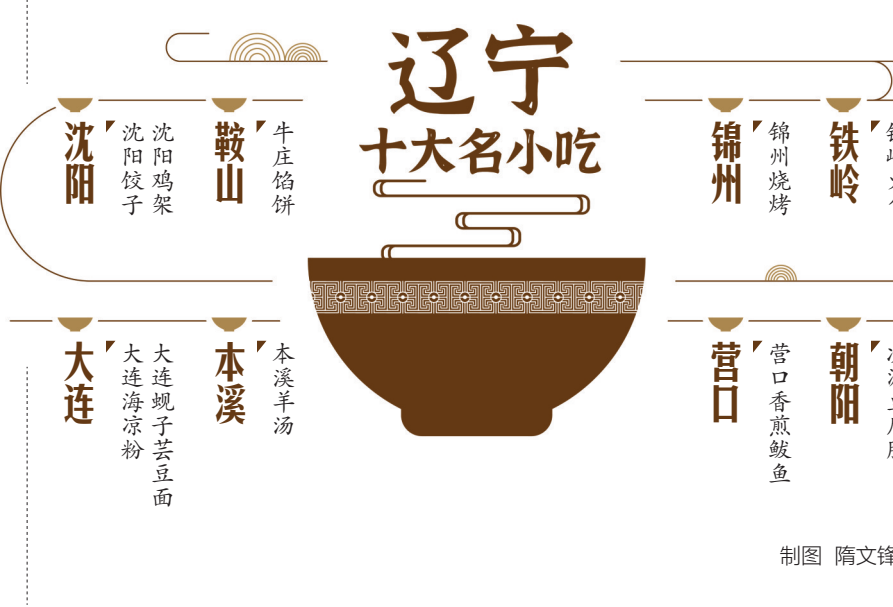 辽宁
十大名小吃
沈阳
沈阳鸡架
沈阳饺子
鞍山
牛庄馅饼
锦州
锦州烧烤
铁岭
大连
大连蚬子芸豆面
大连海凉粉
本溪
本溪羊汤
营口
营口香煎鲅鱼
朝阳
制图 隋文锋